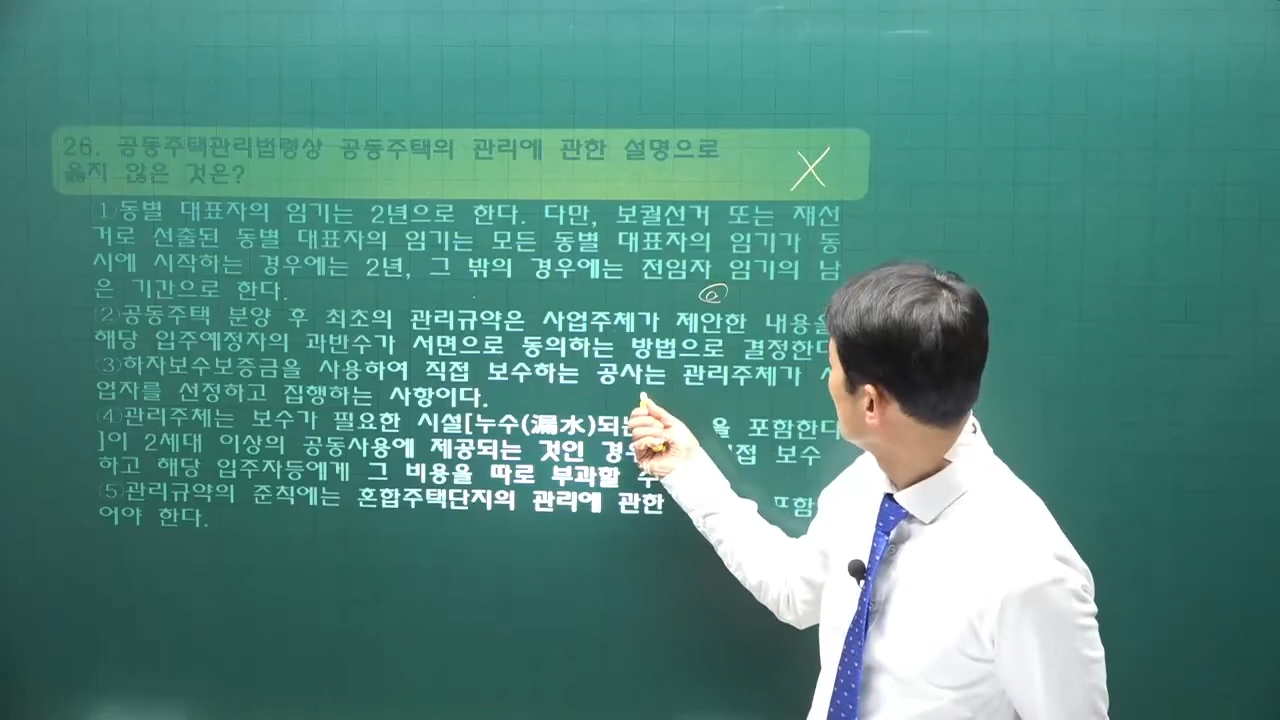 26. 공동주택관리법령상 공동주택의 관리에 관한 설명으로
옳지 않은 것은?
①동별 대표자의 임기는 2년으로 한다. 다만, 보궐선거 또는 재선
거로 선출된 동별 대표자의 임기는 모든 동별 대표자의 임기가 동
시에 시작하는 경우에는 2년, 그 밖의 경우에는 전임자 임기의 남
은 기간으로 한다.
②공동주택 분양 후 최초의 관리규약은 사업주체가 제안한 내용을
해당 입주예정자의 과반수가 서면으로 동의하는 방법으로 결정한다
③하자보수보증금을 사용하여 직접 보수하는 공사는 관리주체가
업자를 선정하고 집행하는 사항이다.
④관리주체는 보수가 필요한 시설[누수(漏水)되는 을 포함한다
]이 2세대 이상의 공동사용에 제공되는 것인 보수
하고 해당 입주자등에게 그 비용을 따로 부과할
⑤관리규약의 준칙에는 혼합주택단지의 관리에 관한
어야 한다.